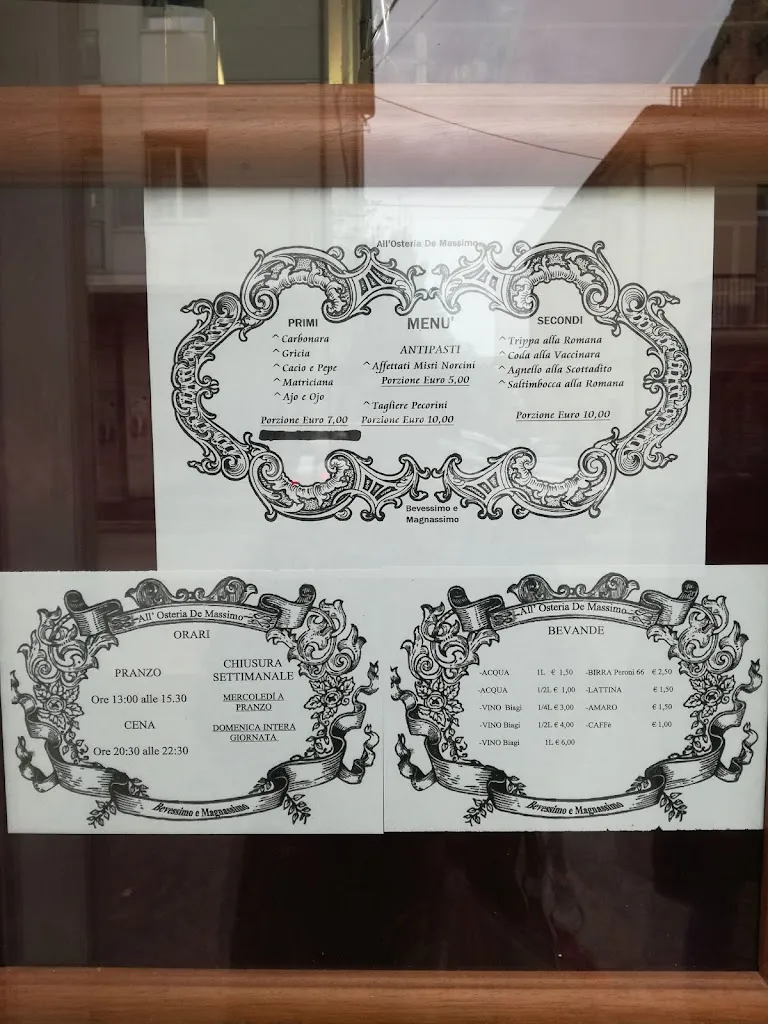 All'Osteria De Massimo
MENU'
PRIMI
^ Carbonara
^ Gricia
^ Cacio e Pepe
^ Matriciana
^ Ajo e Ojo
Porzione Euro 7,00
ANTIPASTI
^ Affettati Misti Norcini
Porzione Euro 5,00
^ Tagliere Pecorini
Porzione Euro 10,00
SECONDI
^ Trippa alla Romana
^ Coda alla Vaccinara
^ Agnello alla Scottadito
^ Saltimbocca alla Romana
Porzione Euro 10,00
Bevessimo e
Magnassimo
All' Osteria De Massimo
ORARI
PRANZO
Ore 13:00 alle 15.30
CENA
Ore 20:30 alle 22:30
CHIUSURA
SETTIMANALE
MERCOLEDÍ A
PRANZO
DOMENICA INTERA
GIORNATA
Bevessimo e Magnassimo
All' Osteria De Massimo
BEVANDE
-ACQUA 1L € 1,50
-ACQUA 1/2L € 1,00
-VINO Biagi 1/4L € 3,00
-VINO Biagi 1/2L € 4,00
-VINO Biagi 1L € 6,00
-BIRRA Peroni 66 € 2,50
-LATTINA € 1,50
-AMARO € 1,50
-CAFFè € 1,00
Bevessimo e Magnassimo